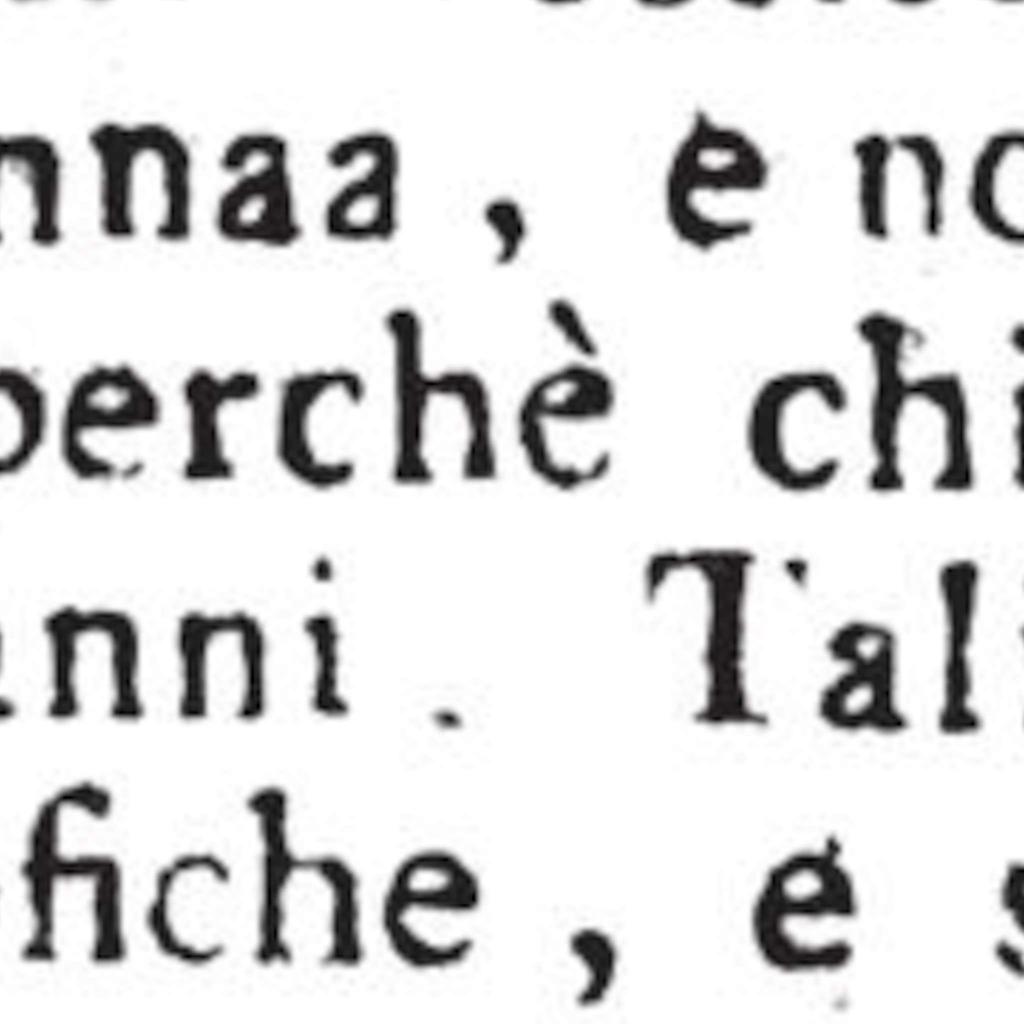 nnaa, e no
perchè chi
nni. Tal
fiche, e s